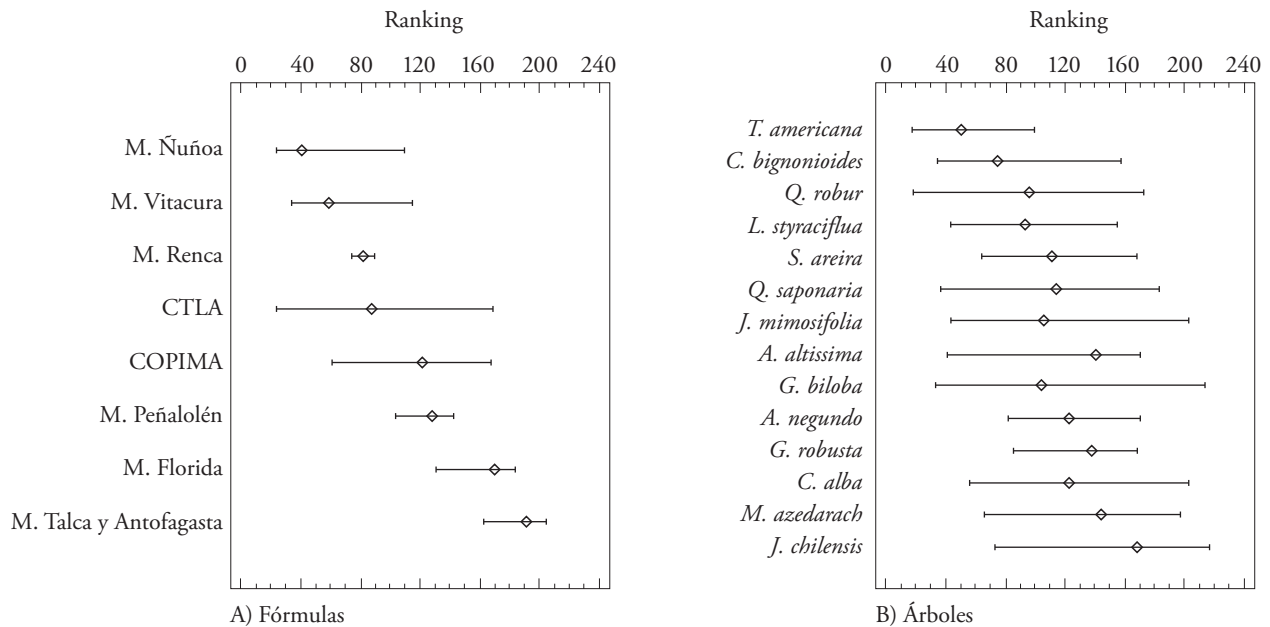 Ranking
0 40 80 120 160 200 240
M. Ñuñoa
M. Vitacura
M. Renca
CTLA
COPIMA
M. Peñalolén
M. Florida
M. Talca y Antofagasta
A) Fórmulas
Ranking
0 40 80 120 160 200 240
T. americana
C. bignonioides
Q. robur
L. styraciflua
S. areira
Q. saponaria
J. mimosifolia
A. altissima
G. biloba
A. negundo
G. robusta
C. alba
M. azedarach
J. chilensis
B) Árboles